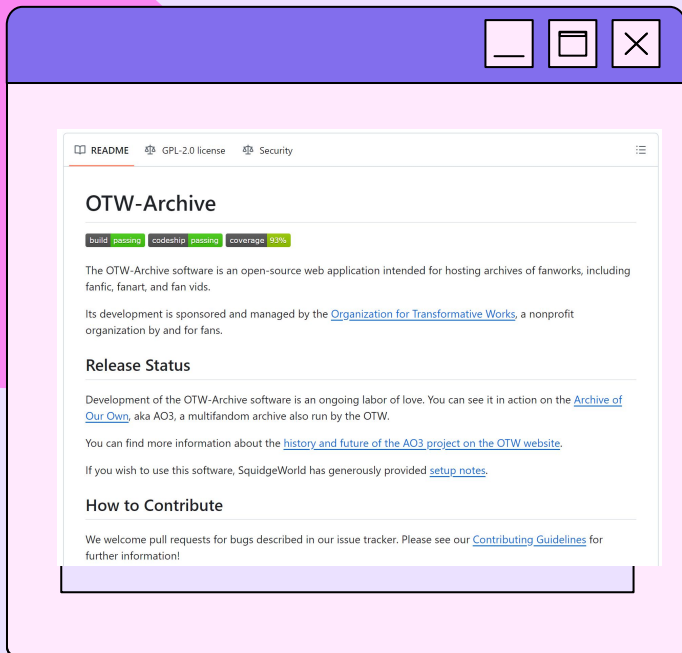 README
GPL-2.0 license
Security
OTW-Archive
build passing codeship passing coverage 93%
The OTW-Archive software is an open-source web application intended for hosting archives of fanworks, including
fanfic, fanart, and fan vids.
Its development is sponsored and managed by the Organization for Transformative Works, a nonprofit
organization by and for fans.
Release Status
Development of the OTW-Archive software is an ongoing labor of love. You can see it in action on the Archive of
Our Own, aka AO3, a multifandom archive also run by the OTW.
You can find more information about the history and future of the AO3 project on the OTW website.
If you wish to use this software, SquidgeWorld has generously provided setup notes.
How to Contribute
We welcome pull requests for bugs described in our issue tracker. Please see our Contributing Guidelines for
further information!